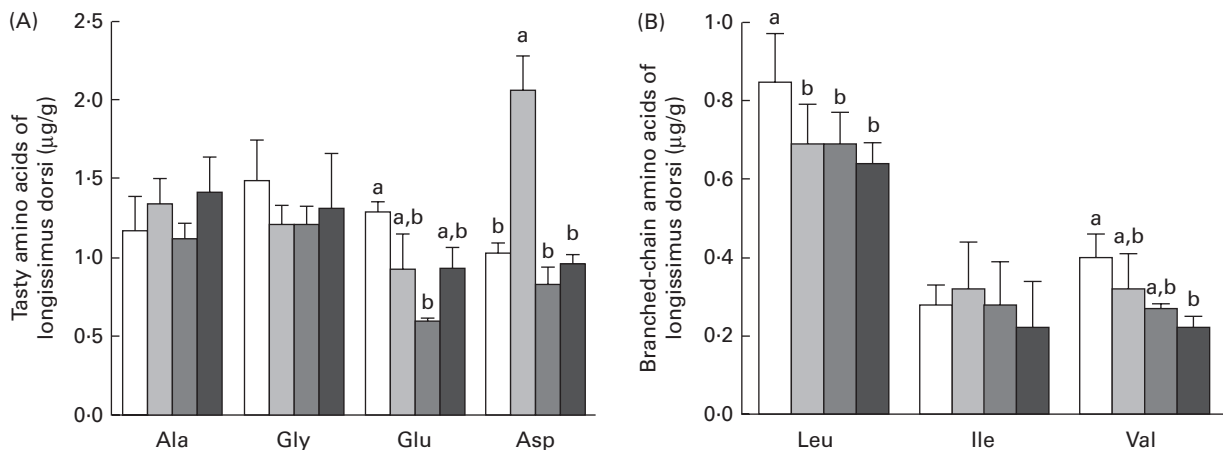 (A)
Tasty amino acids of
longissimus dorsi (μg/g)
2·5
2·0
1·5
1·0
0·5
0·0
a
a
a,b
b
a,b
b
b
b
Ala Gly Glu Asp
(B)
Branched-chain amino acids of
longissimus dorsi (μg/g)
1·0
0·8
0·6
0·4
0·2
0·0
a
b
b
b
a
a,b
a,b
b
Leu Ile Val